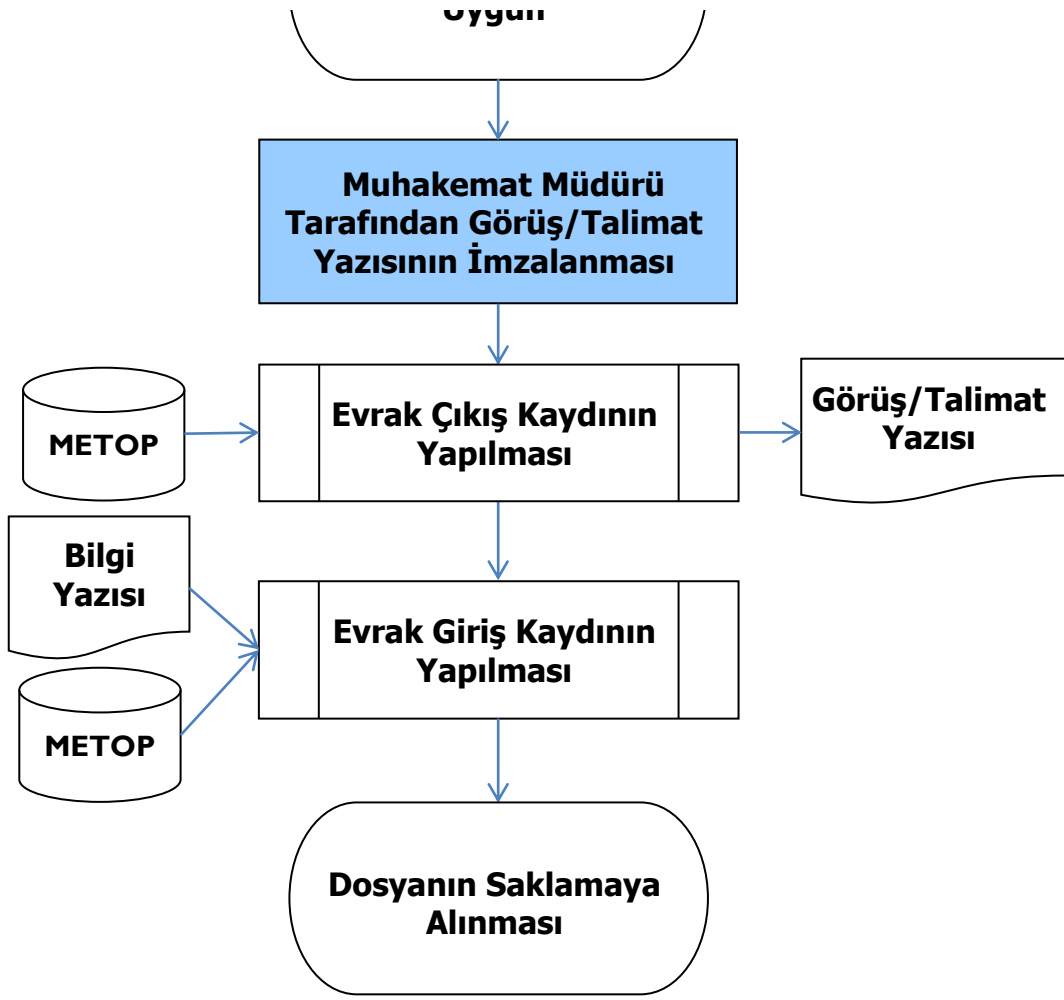 Uygun
Muhakemat Müdürü
Tarafından Görüş/Talimat
Yazısının İmzalanması
METOP
Evrak Çıkış Kaydının
Yapılması
Görüş/Talimat
Yazısı
Bilgi
Yazısı
METOP
Evrak Giriş Kaydının
Yapılması
Dosyanın Saklamaya
Alınması